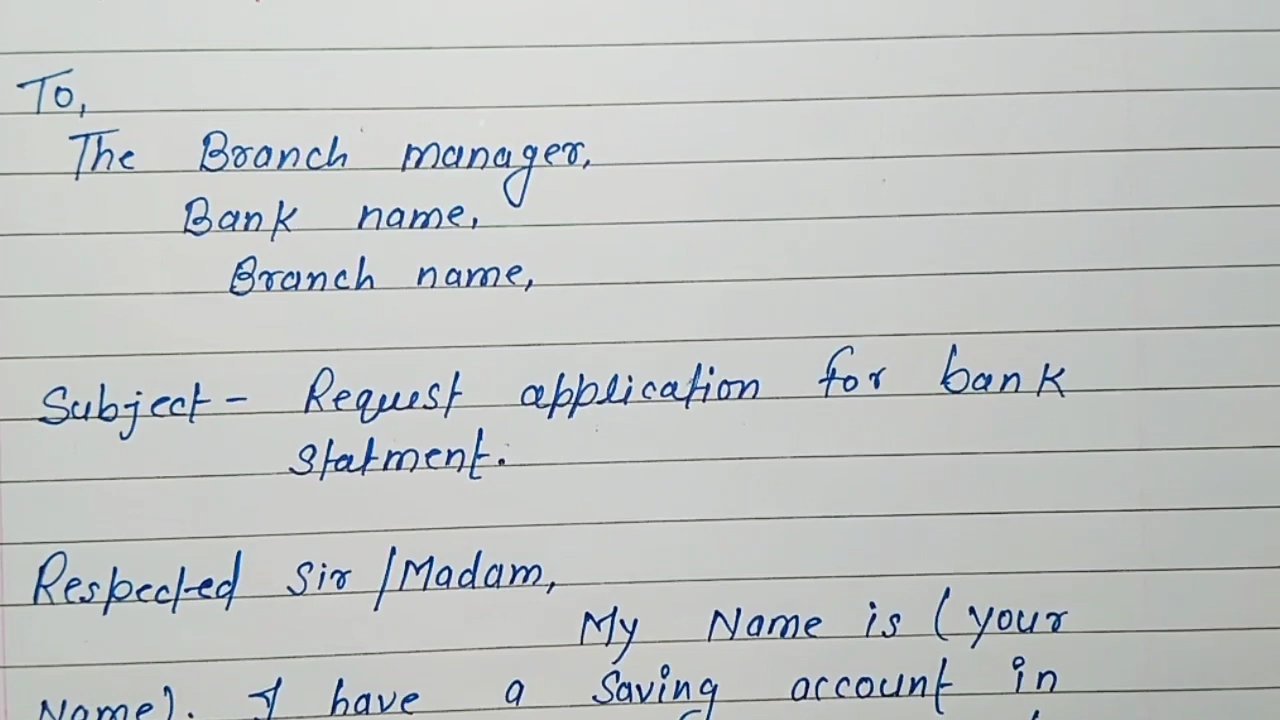 To,
The Branch manager,
Bank name,
Branch name,
Subject- Request application for bank
Statment.
Respected Sir/Madam,
My Name is (your
Name). I have a Saving account in